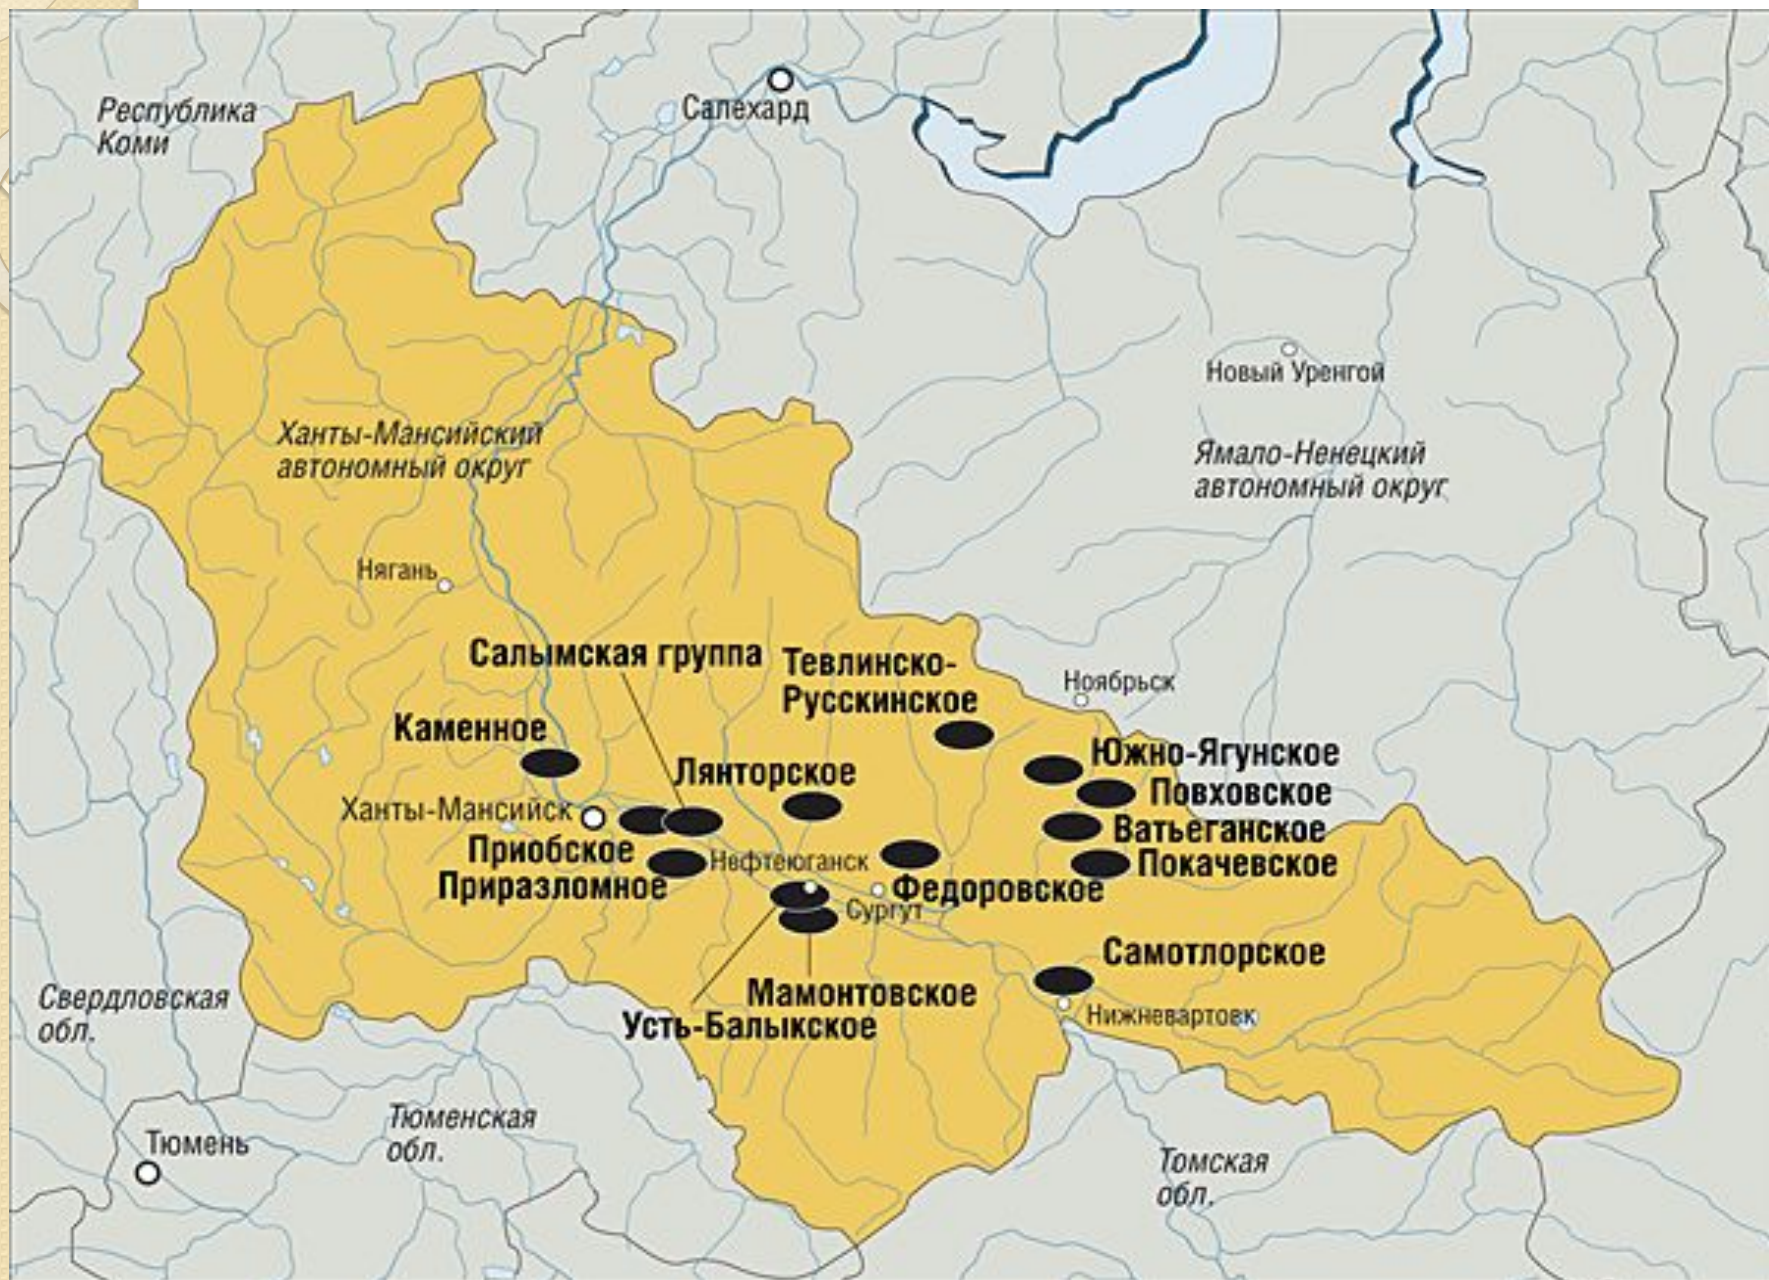 Республика
Коми
Салехард
Новый Уренгой
Ханты-Мансийский
автономный округ
Ямало-Ненецкий
автономный округ
Нягань
Салымская группа
Тевлинско-
Русскинское
Ноябрьск
Каменное
Южно-Ягунское
Лянторское
Повховское
Ханты-Мансийск
Ватьеганское
Приобское
Нефтеюганск
Покачевское
Приразломное
Федоровское
Сургут
Самотлорское
Мамонтовское
Свердловская
обл.
Усть-Балыкское
Нижневартовк
Тюменская
обл.
Тюмень
Томская
обл.